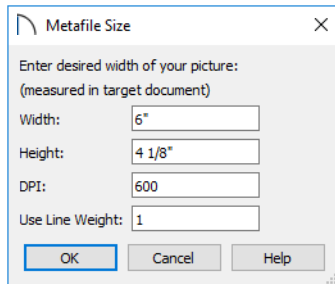 Metafile Size
Enter desired width of your picture:
(measured in target document)
Width: 6"
Height: 4 1/8"
DPI: 600
Use Line Weight: 1
OK Cancel Help